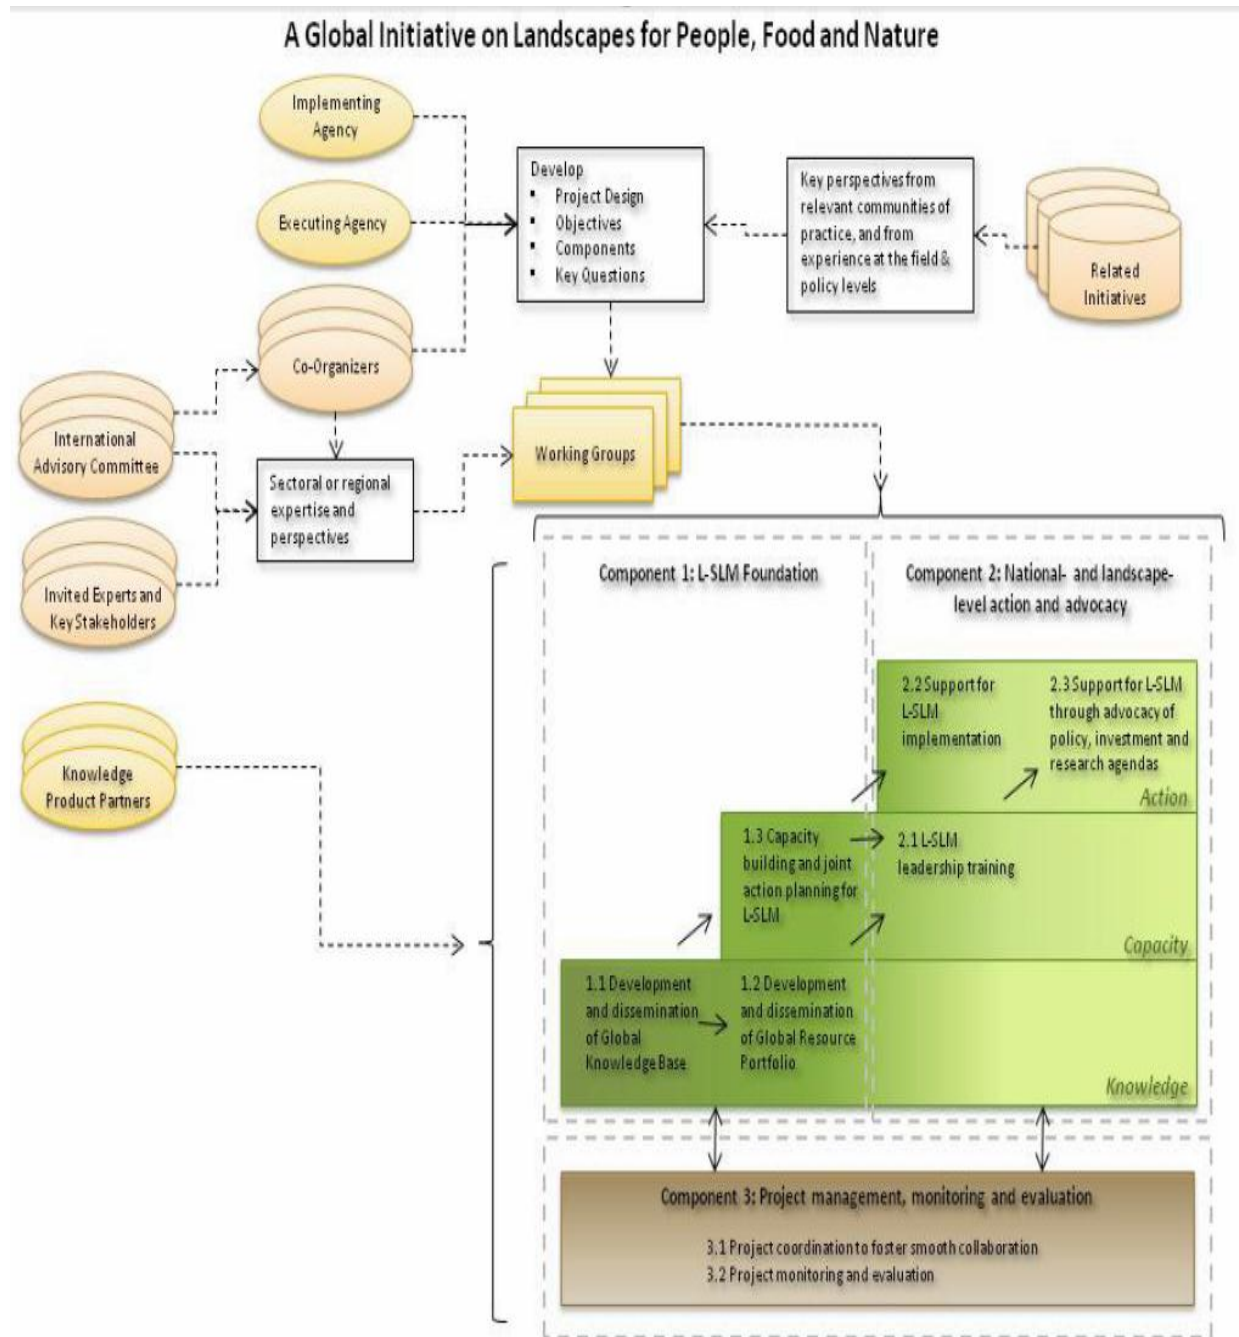 A Global Initiative on Landscapes for People, Food and Nature
Implementing
Agency
Executing Agency
Co-Organizers
International
Advisory Committee
Invited Experts and
Key Stakeholders
Knowledge
Product Partners
Develop
▪ Project Design
▪ Objectives
▪ Components
▪ Key Questions
Key perspectives from
relevant communities of
practice, and from
experience at the field &
policy levels
Related
Initiatives
Sectoral or regional
expertise and
perspectives
Working Groups
Component 1: L-SLM Foundation
Component 2: National- and landscape-
level action and advocacy
2.2 Support for
L-SLM
implementation
2.3 Support for L-SLM
through advocacy of
policy, investment and
research agendas
Action
1.3 Capacity
building and joint
action planning for
L-SLM
2.1 L-SLM
leadership training
Capacity
1.1 Development
and dissemination
of Global
Knowledge Base
1.2 Development
and dissemination
of Global Resource
Portfolio
Knowledge
Component 3: Project management, monitoring and evaluation
3.1 Project coordination to foster smooth collaboration
3.2 Project monitoring and evaluation